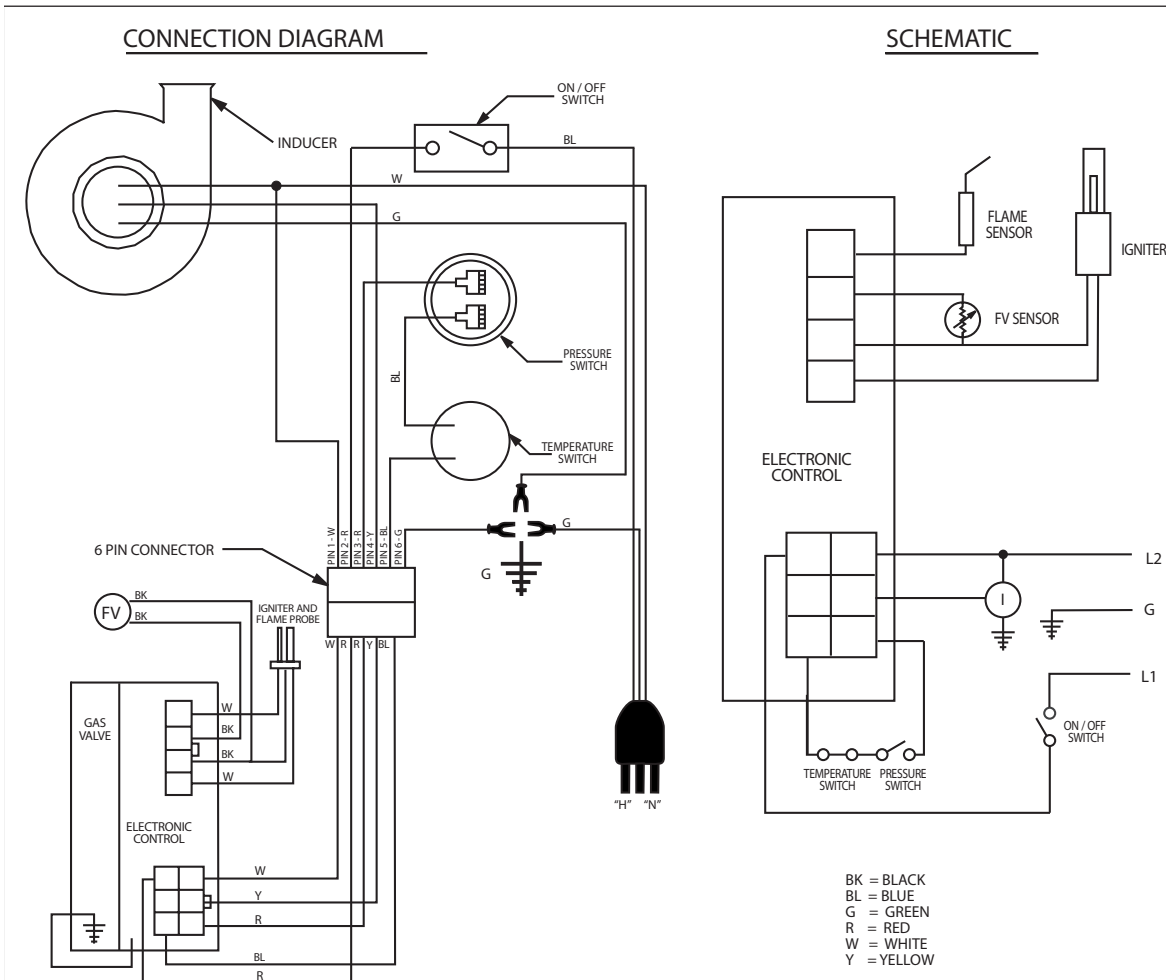 CONNECTION DIAGRAM
SCHEMATIC
ON / OFF
SWITCH
INDUCER
BL
W
G
FLAME
SENSOR
IGNITER
FV SENSOR
PRESSURE
SWITCH
BL
TEMPERATURE
SWITCH
ELECTRONIC
CONTROL
PIN 1 - W
PIN 2 - R
PIN 3 - R
PIN 4 - Y
PIN 5 - BL
PIN 6 - G
G
G
6 PIN CONNECTOR
L2
G
L1
ON / OFF
SWITCH
I
TEMPERATURE
SWITCH
PRESSURE
SWITCH
FV
BK
BK
IGNITER AND
FLAME PROBE
W R R Y BL
GAS
VALVE
W
BK
BK
W
"H" "N"
ELECTRONIC
CONTROL
W
Y
R
BL
R
BK = BLACK
BL = BLUE
G = GREEN
R = RED
W = WHITE
Y = YELLOW